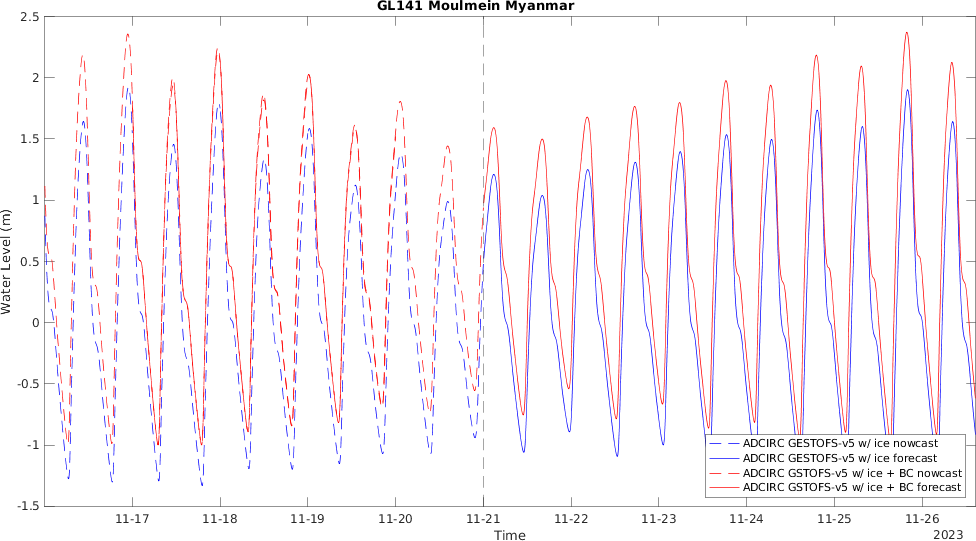 GL141 Moulmein Myanmar
2.5
2
1.5
1
0.5
0
-0.5
-1
-1.5
Water Level (m)
11-17 11-18 11-19 11-20 11-21 11-22 11-23 11-24 11-25 11-26
Time
2023
ADCIRC GESTOFS-v5 w/ ice nowcast
ADCIRC GESTOFS-v5 w/ ice forecast
ADCIRC GSTOFS-v5 w/ ice + BC nowcast
ADCIRC GSTOFS-v5 w/ ice + BC forecast